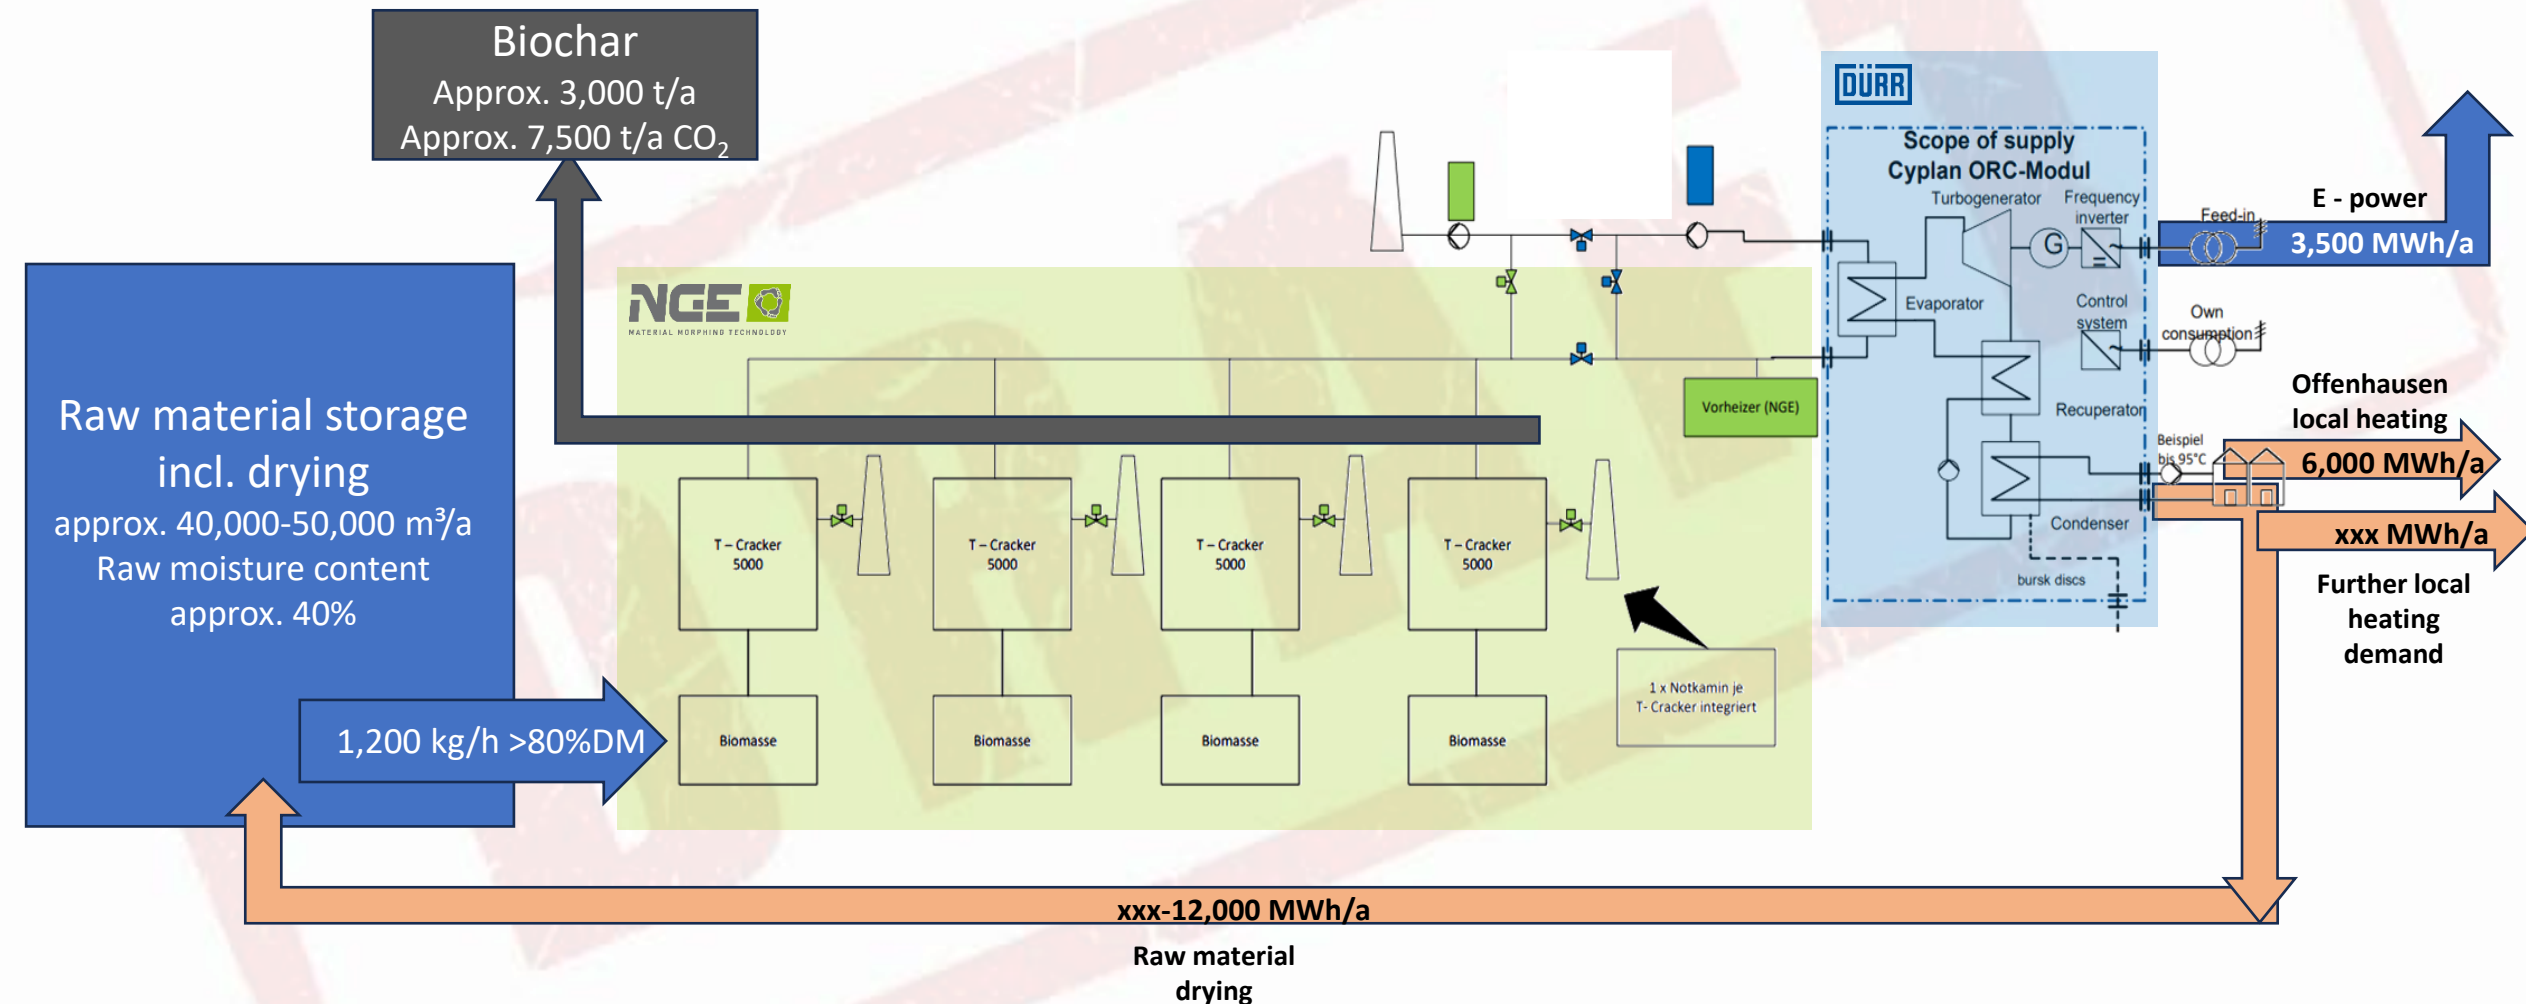 Biochar
Approx. 3,000 t/a
Approx. 7,500 t/a CO₂
DÜRR
Scope of supply
Cyplan ORC-Modul
Turbogenerator
Frequency
inverter
G
Feed-in
E - power
3,500 MWh/a
Evaporator
Control
system
Own
consumption
Recuperator
Beispiel
bis 95°C
Condenser
bursk discs
Offenhausen
local heating
6,000 MWh/a
xxx MWh/a
Further local
heating
demand
NGE
MATERIAL MORPHING TECHNOLOGY
Vorheizer (NGE)
Raw material storage
incl. drying
approx. 40,000-50,000 m³/a
Raw moisture content
approx. 40%
1,200 kg/h >80%DM
T – Cracker
5000
T – Cracker
5000
T – Cracker
5000
T – Cracker
5000
Biomasse
Biomasse
Biomasse
Biomasse
1 x Notkamin je
T- Cracker integriert
xxx-12,000 MWh/a
Raw material
drying
DRAFT